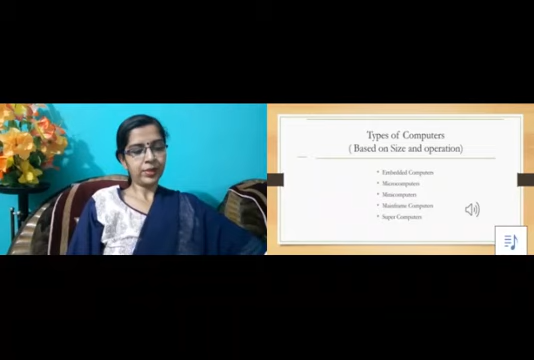 Types of Computers
( Based on Size and operation)
• Embedded Computers
• Microcomputers
• Minicomputers
• Mainframe Computers
• Super Computers